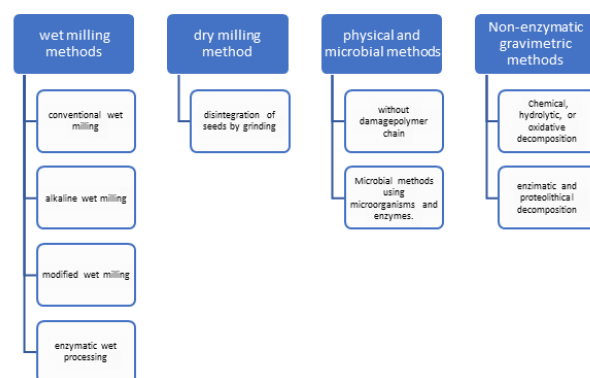 wet milling
methods
conventional wet
milling
alkaline wet milling
modified wet milling
enzymatic wet
processing
dry milling
method
disintegration of
seeds by grinding
physical and
microbial methods
without
damagepolymer
chain
Microbial methods
using
microorganisms and
enzymes.
Non-enzymatic
gravimetric
methods
Chemical,
hydrolytic, or
oxidative
decomposition
enzimatic and
proteolithical
decomposition